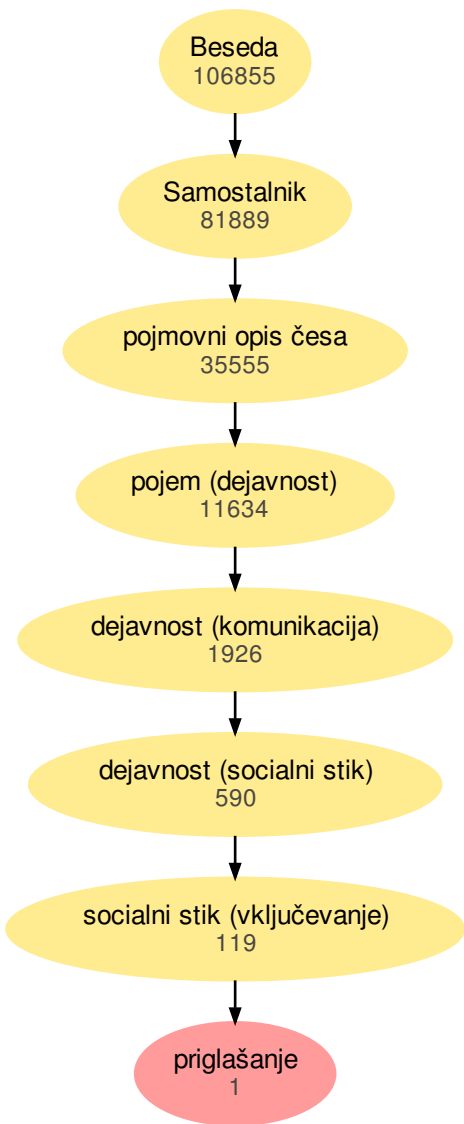 Beseda
106855
Samostalnik
81889
pojmovni opis česa
35555
pojem (dejavnost)
11634
dejavnost (komunikacija)
1926
dejavnost (socialni stik)
590
socialni stik (vključevanje)
119
priglašanje
1